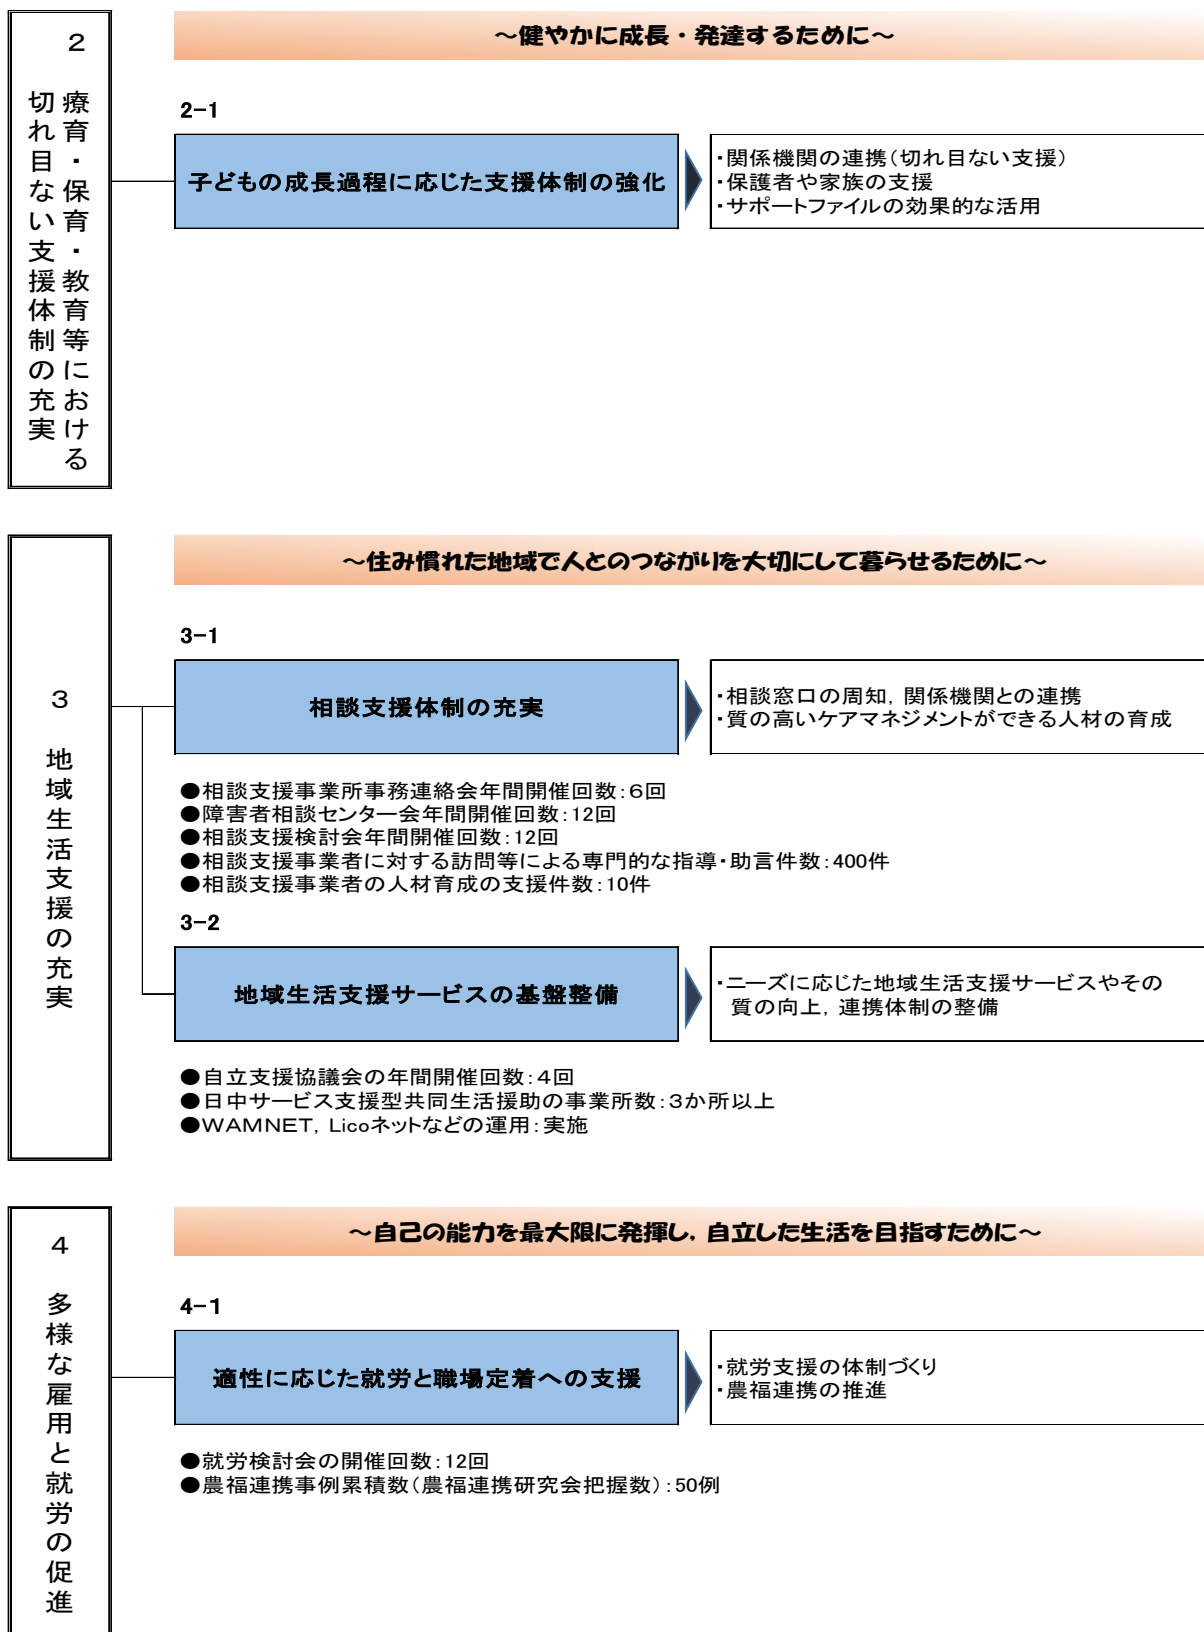 2 療育・保育・教育等における
切れ目ない支援体制の充実
～健やかに成長・発達するために～
2-1
子どもの成長過程に応じた支援体制の強化
・関係機関の連携（切れ目ない支援）
・保護者や家族の支援
・サポートファイルの効果的な活用
3 地域生活支援の充実
～住み慣れた地域で人とのつながりを大切にして暮らせるために～
3-1
相談支援体制の充実
・相談窓口の周知，関係機関との連携
・質の高いケアマネジメントができる人材の育成
●相談支援事業所事務連絡会年間開催回数：6回
●障害者相談センター会年間開催回数：12回
●相談支援検討会年間開催回数：12回
●相談支援事業者に対する訪問等による専門的な指導・助言件数：400件
●相談支援事業者の人材育成の支援件数：10件
3-2
地域生活支援サービスの基盤整備
・ニーズに応じた地域生活支援サービスやその
質の向上，連携体制の整備
●自立支援協議会の年間開催回数：4回
●日中サービス支援型共同生活援助の事業所数：3か所以上
●WAMNET，Licoネットなどの運用：実施
4 多様な雇用と就労の促進
～自己の能力を最大限に発揮し，自立した生活を目指すために～
4-1
適性に応じた就労と職場定着への支援
・就労支援の体制づくり
・農福連携の推進
●就労検討会の開催回数：12回
●農福連携事例累積数（農福連携研究会把握数）：50例